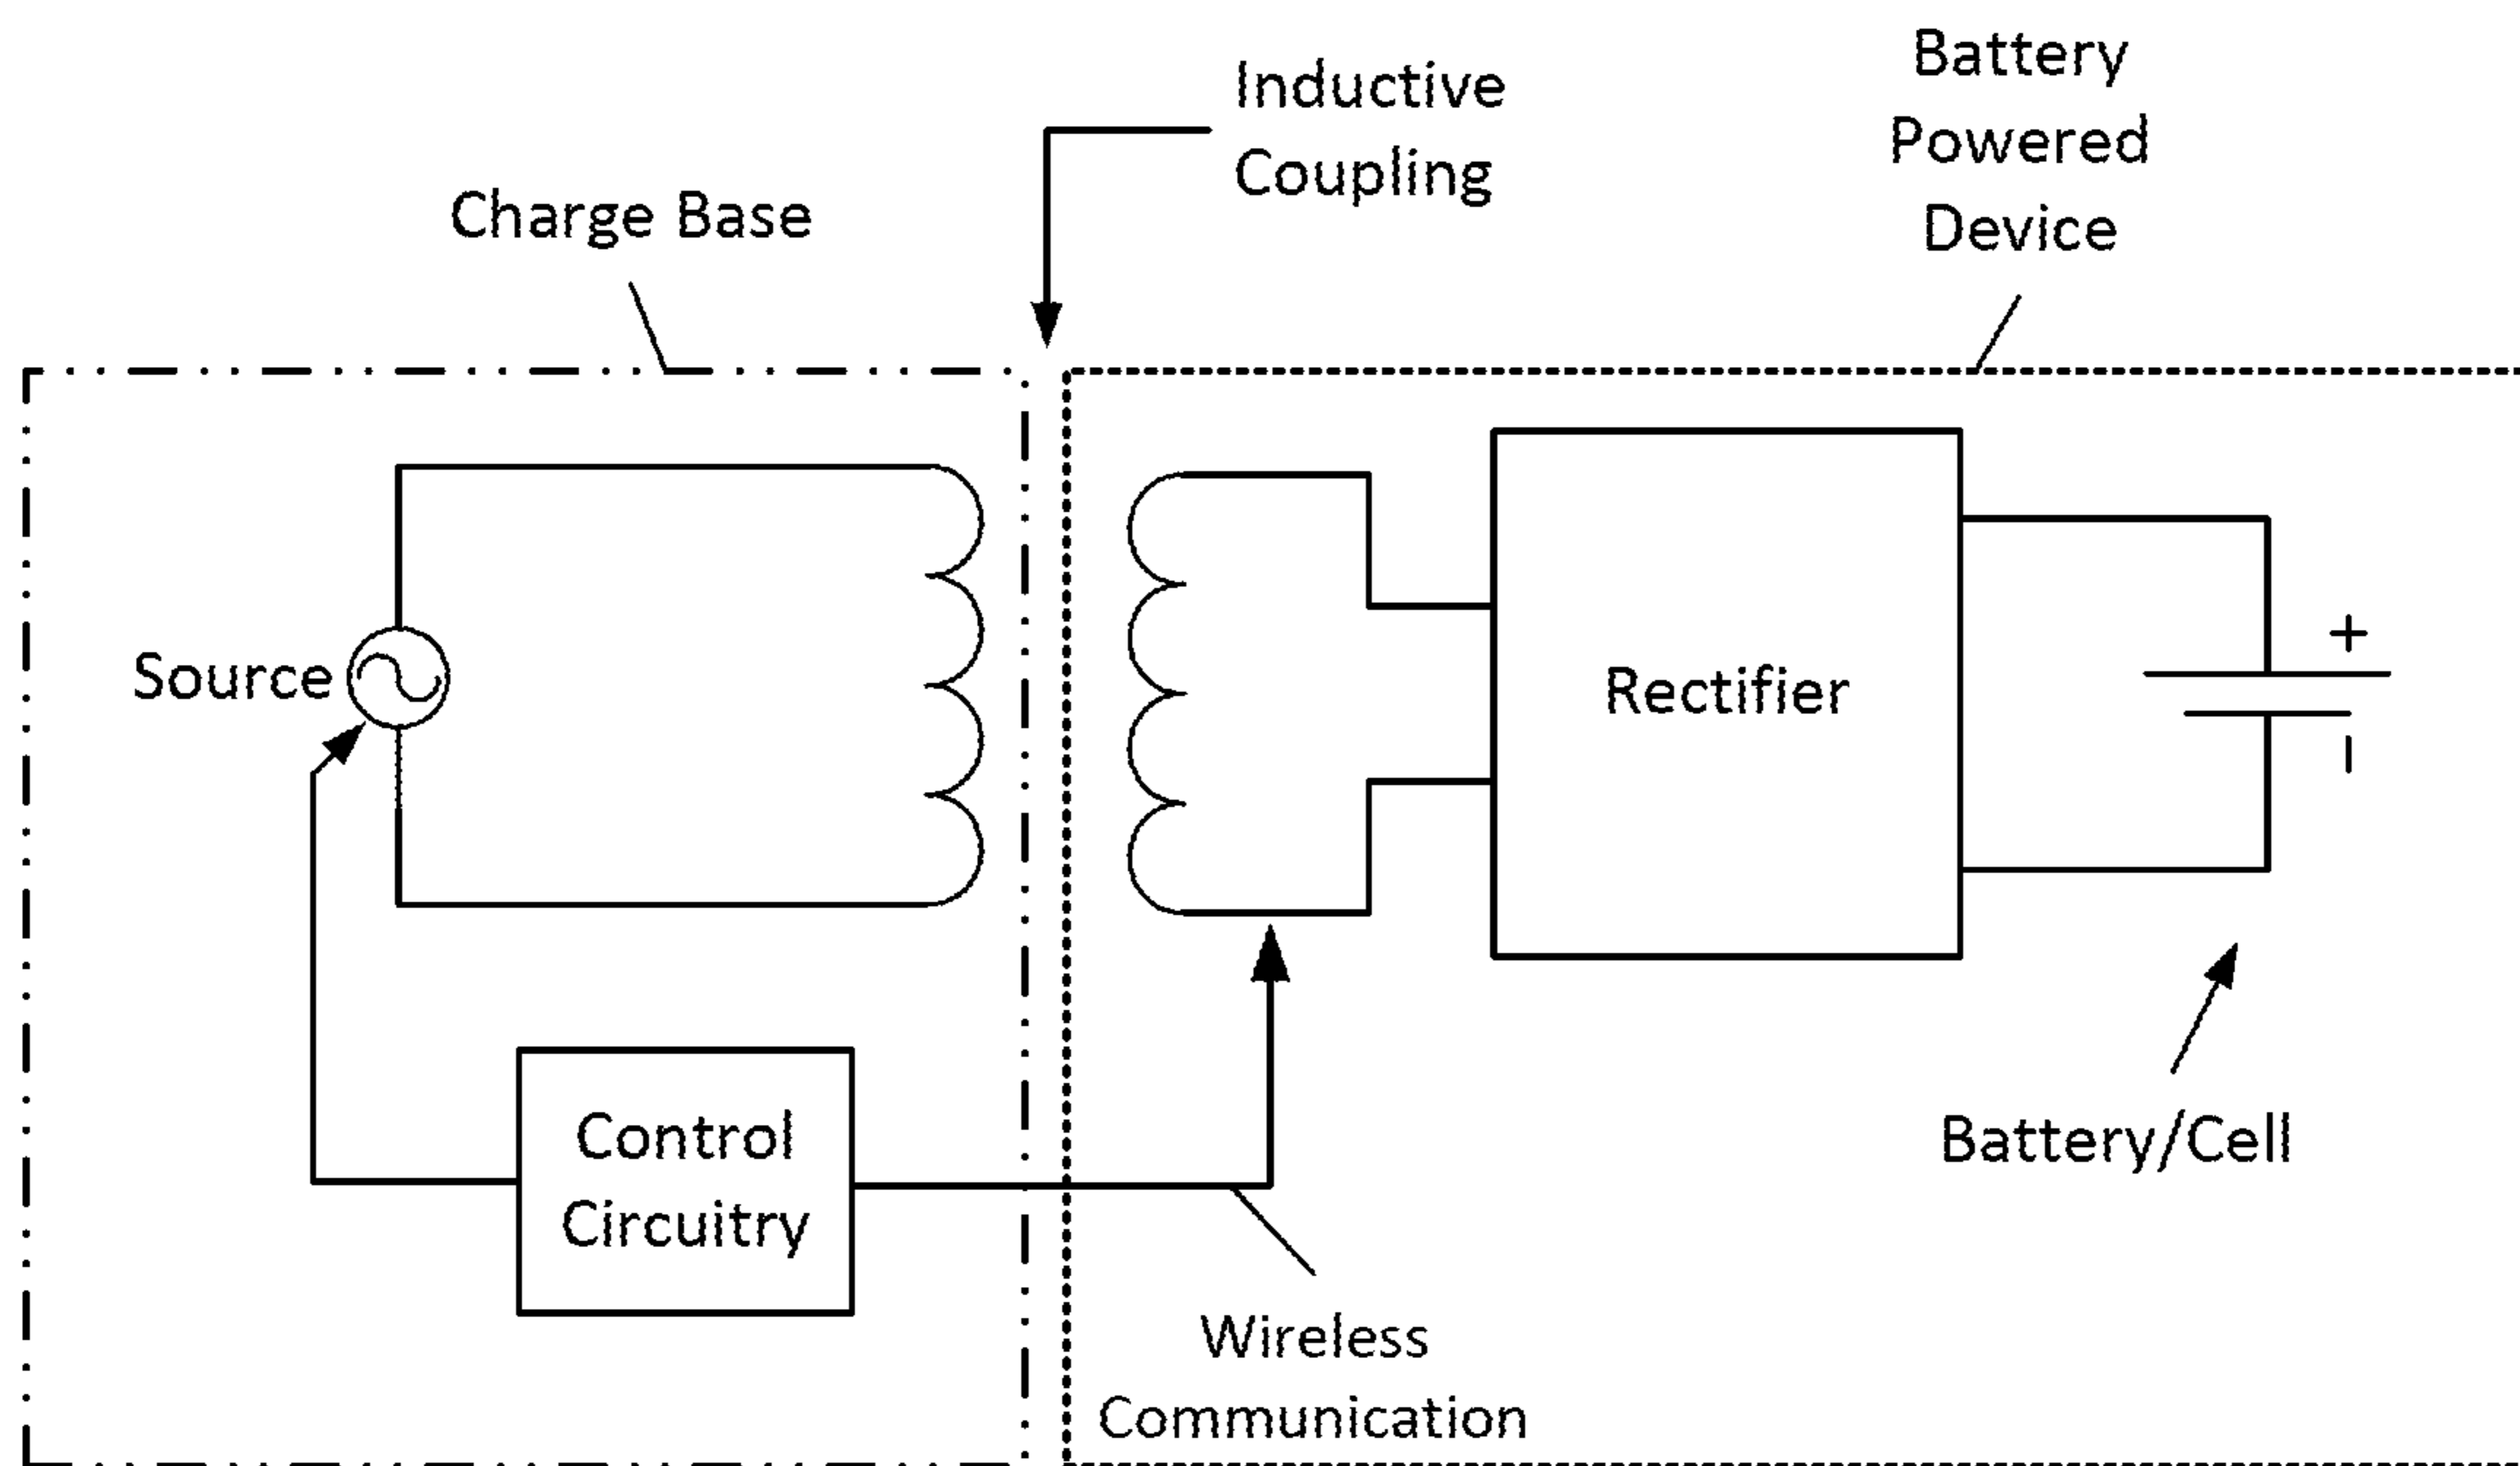 Battery
Powered
Device
Inductive
Coupling
Charge Base
Source
Rectifier
+
Control
Circuitry
Battery/Cell
Wireless
Communication